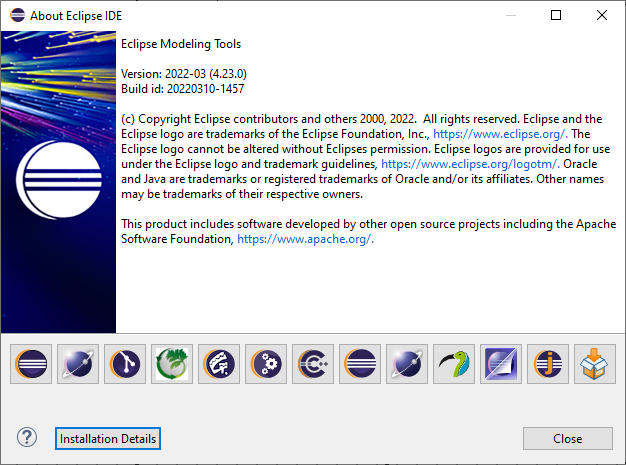 About Eclipse IDE
Eclipse Modeling Tools
Version: 2022-03 (4.23.0)
Build id: 20220310-1457
(c) Copyright Eclipse contributors and others 2000, 2022.  All rights reserved. Eclipse and the
Eclipse logo are trademarks of the Eclipse Foundation, Inc., https://www.eclipse.org/. The
Eclipse logo cannot be altered without Eclipses permission. Eclipse logos are provided for use
under the Eclipse logo and trademark guidelines, https://www.eclipse.org/logotm/. Oracle
and Java are trademarks or registered trademarks of Oracle and/or its affiliates. Other names
may be trademarks of their respective owners.
This product includes software developed by other open source projects including the Apache
Software Foundation, https://www.apache.org/.
j
?
Installation Details
Close